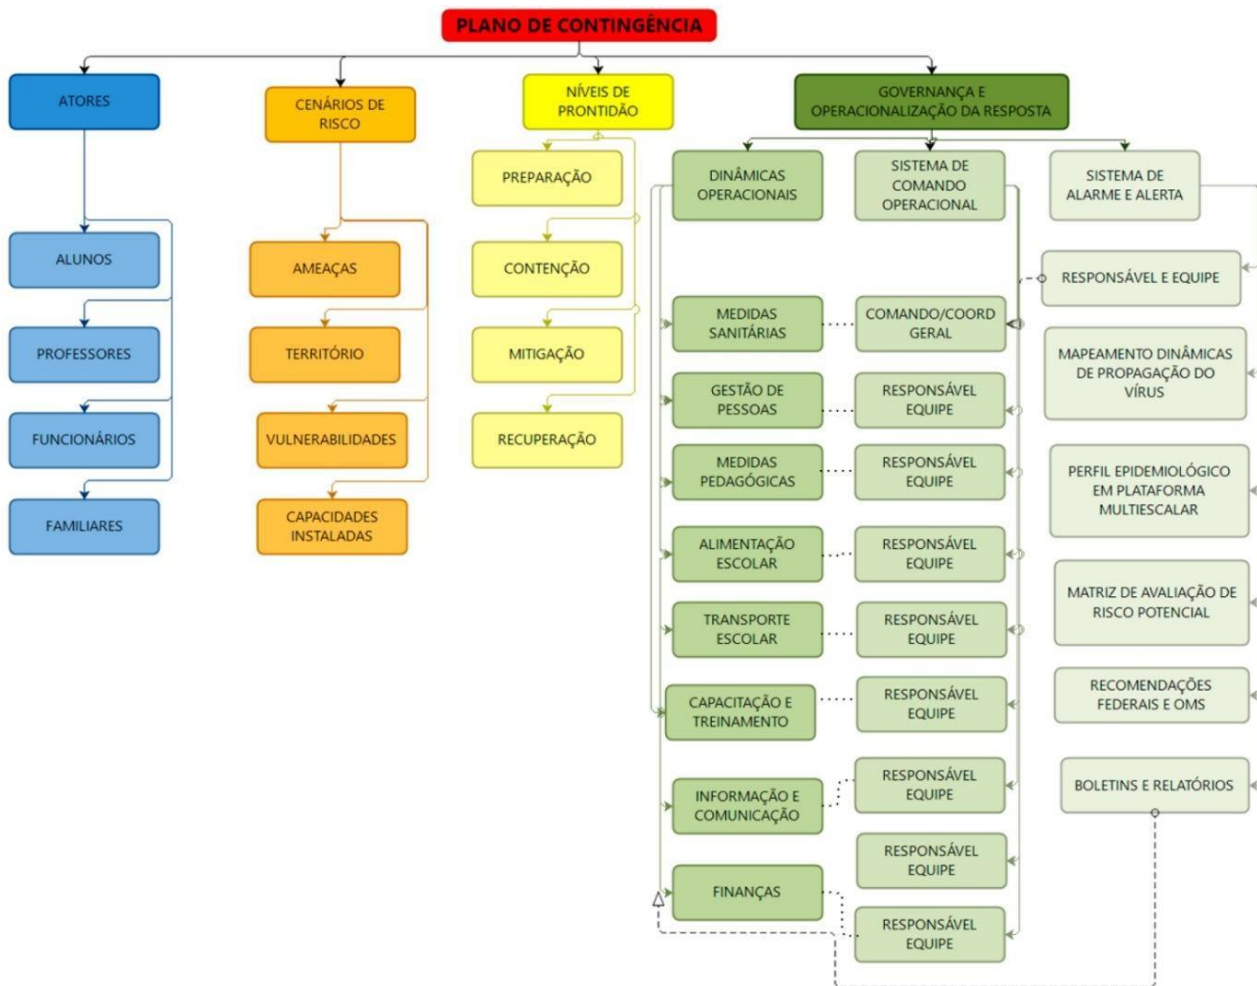 PLANO DE CONTINGÊNCIA
ATORES
CENÁRIOS DE
RISCO
NÍVEIS DE
PRONTIDÃO
GOVERNANÇA E
OPERACIONALIZAÇÃO DA RESPOSTA
ALUNOS
PROFESSORES
FUNCIONÁRIOS
FAMILIARES
AMEAÇAS
TERRITÓRIO
VULNERABILIDADES
CAPACIDADES
INSTALADAS
PREPARAÇÃO
CONTENÇÃO
MITIGAÇÃO
RECUPERAÇÃO
DINÂMICAS
OPERACIONAIS
MEDIDAS
SANITÁRIAS
GESTÃO DE
PESSOAS
MEDIDAS
PEDAGÓGICAS
ALIMENTAÇÃO
ESCOLAR
TRANSPORTE
ESCOLAR
CAPACITAÇÃO E
TREINAMENTO
INFORMAÇÃO E
COMUNICAÇÃO
FINANÇAS
SISTEMA DE
COMANDO
OPERACIONAL
COMANDO/COORD
GERAL
RESPONSÁVEL
EQUIPE
RESPONSÁVEL
EQUIPE
RESPONSÁVEL
EQUIPE
RESPONSÁVEL
EQUIPE
RESPONSÁVEL
EQUIPE
RESPONSÁVEL
EQUIPE
RESPONSÁVEL
EQUIPE
RESPONSÁVEL
EQUIPE
SISTEMA DE
ALARME E ALERTA
RESPONSÁVEL E EQUIPE
MAPEAMENTO DINÂMICAS
DE PROPAGAÇÃO DO
VÍRUS
PERFIL EPIDEMIOLÓGICO
EM PLATAFORMA
MULTIESCALAR
MATRIZ DE AVALIAÇÃO DE
RISCO POTENCIAL
RECOMENDAÇÕES
FEDERAIS E OMS
BOLETINS E RELATÓRIOS